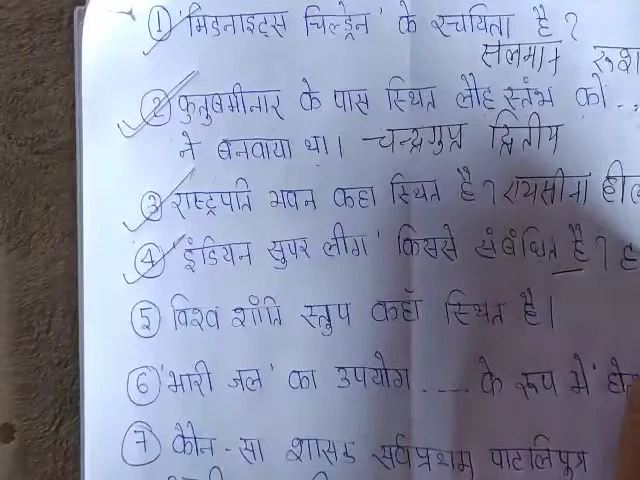 ① 'मिडनाइट्स चिल्ड्रेन' के रचयिता है ?
सलमान रूश
② कुतुबमीनार के पास स्थित लौह स्तंभ को ..
ने बनवाया था। - चन्द्रगुप्त द्वितीय
③ राष्ट्रपति भवन कहा स्थित है ? रायसीना हील
④ 'इंडियन सुपर लीग' किससे संबंधित है ?
⑤ विश्व शांति स्तुप कहाँ स्थित है।
⑥ 'भारी जल' का उपयोग .... के रूप में
⑦ कौन - सा शासक सर्वप्रथम पाटलिपुत्र